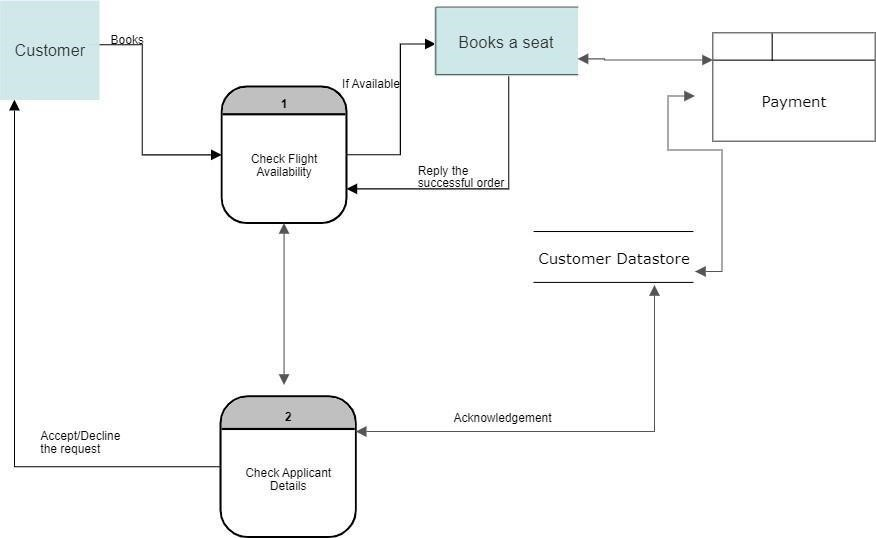 Customer
Books
Books a seat
If Available
1
Check Flight
Availability
Payment
Reply the
successful order
Customer Datastore
2
Acknowledgement
Accept/Decline
the request
Check Applicant
Details